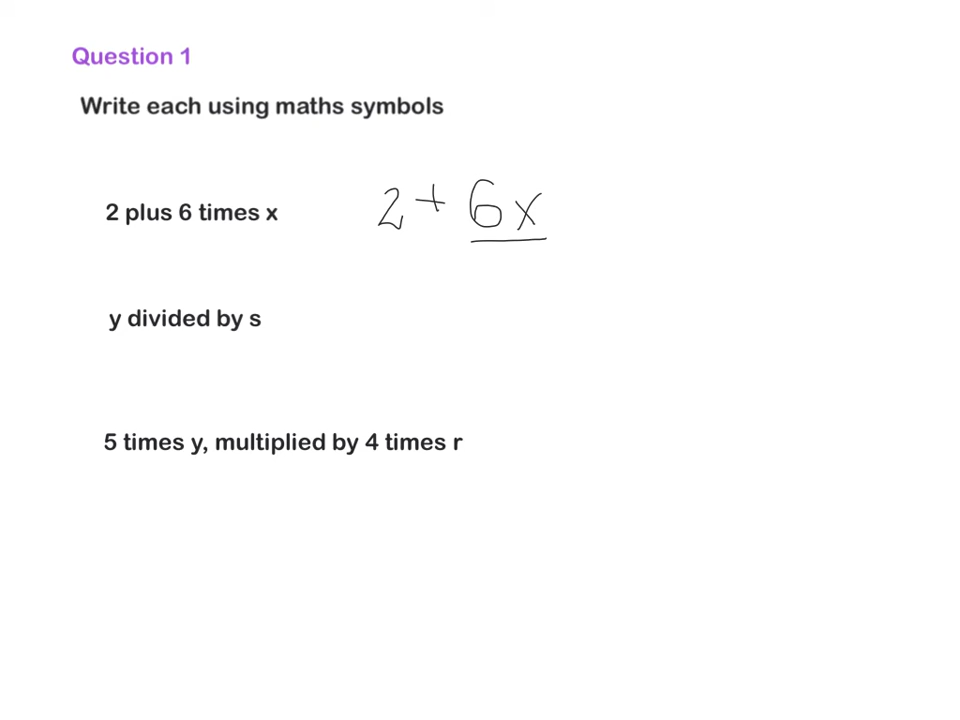 Question 1
Write each using maths symbols
2 plus 6 times x 2 + 6x
y divided by s
5 times y, multiplied by 4 times r